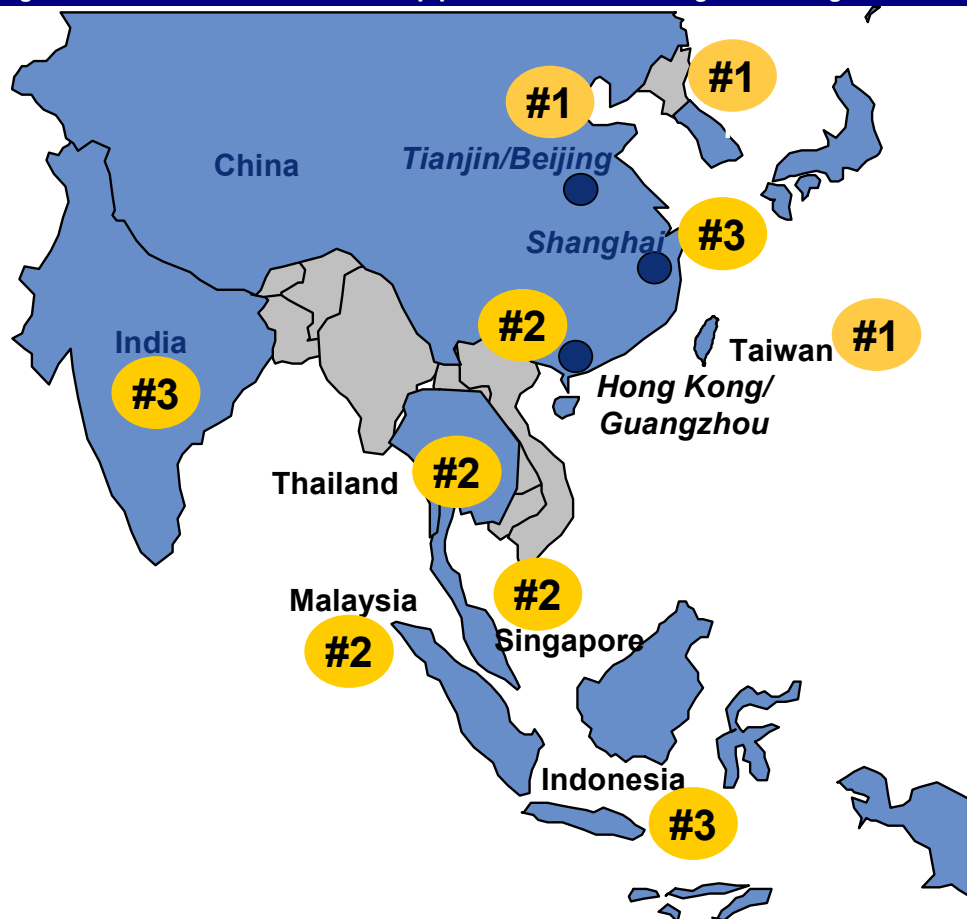 #1
#1
China
Tianjin/Beijing
Shanghai
#3
#2
India
#3
Taiwan
#1
Hong Kong/
Guangzhou
Thailand
#2
Malaysia
#2
#2
Singapore
Indonesia
#3